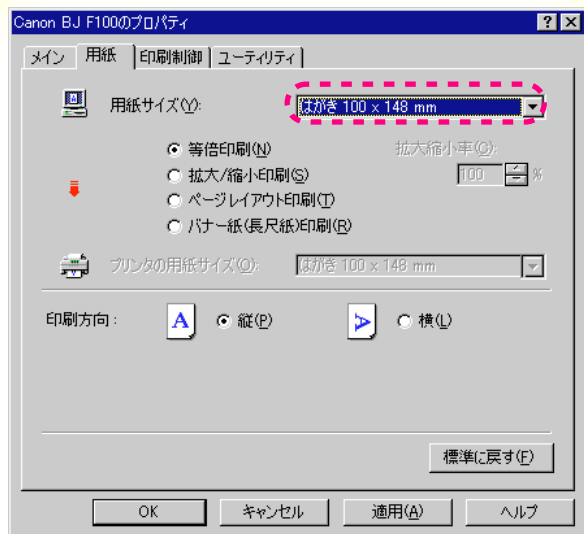 Canon BJ F100のプロパティ
メイン 用紙 印刷制御 ユーティリティ
用紙サイズ(Y): はがき 100 x 148 mm
等倍印刷(N) 拡大縮小率(C):
拡大/縮小印刷(S) 100 %
ページレイアウト印刷(T)
バナー紙(長尺紙)印刷(R)
プリンタの用紙サイズ(O): はがき 100 x 148 mm
印刷方向: A 縦(P) A 横(L)
標準に戻す(F)
OK キャンセル 適用(A) ヘルプ